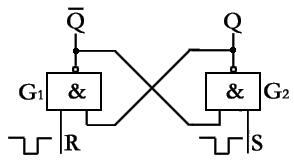 Q̅ Q
G₁ & & G₂
R S